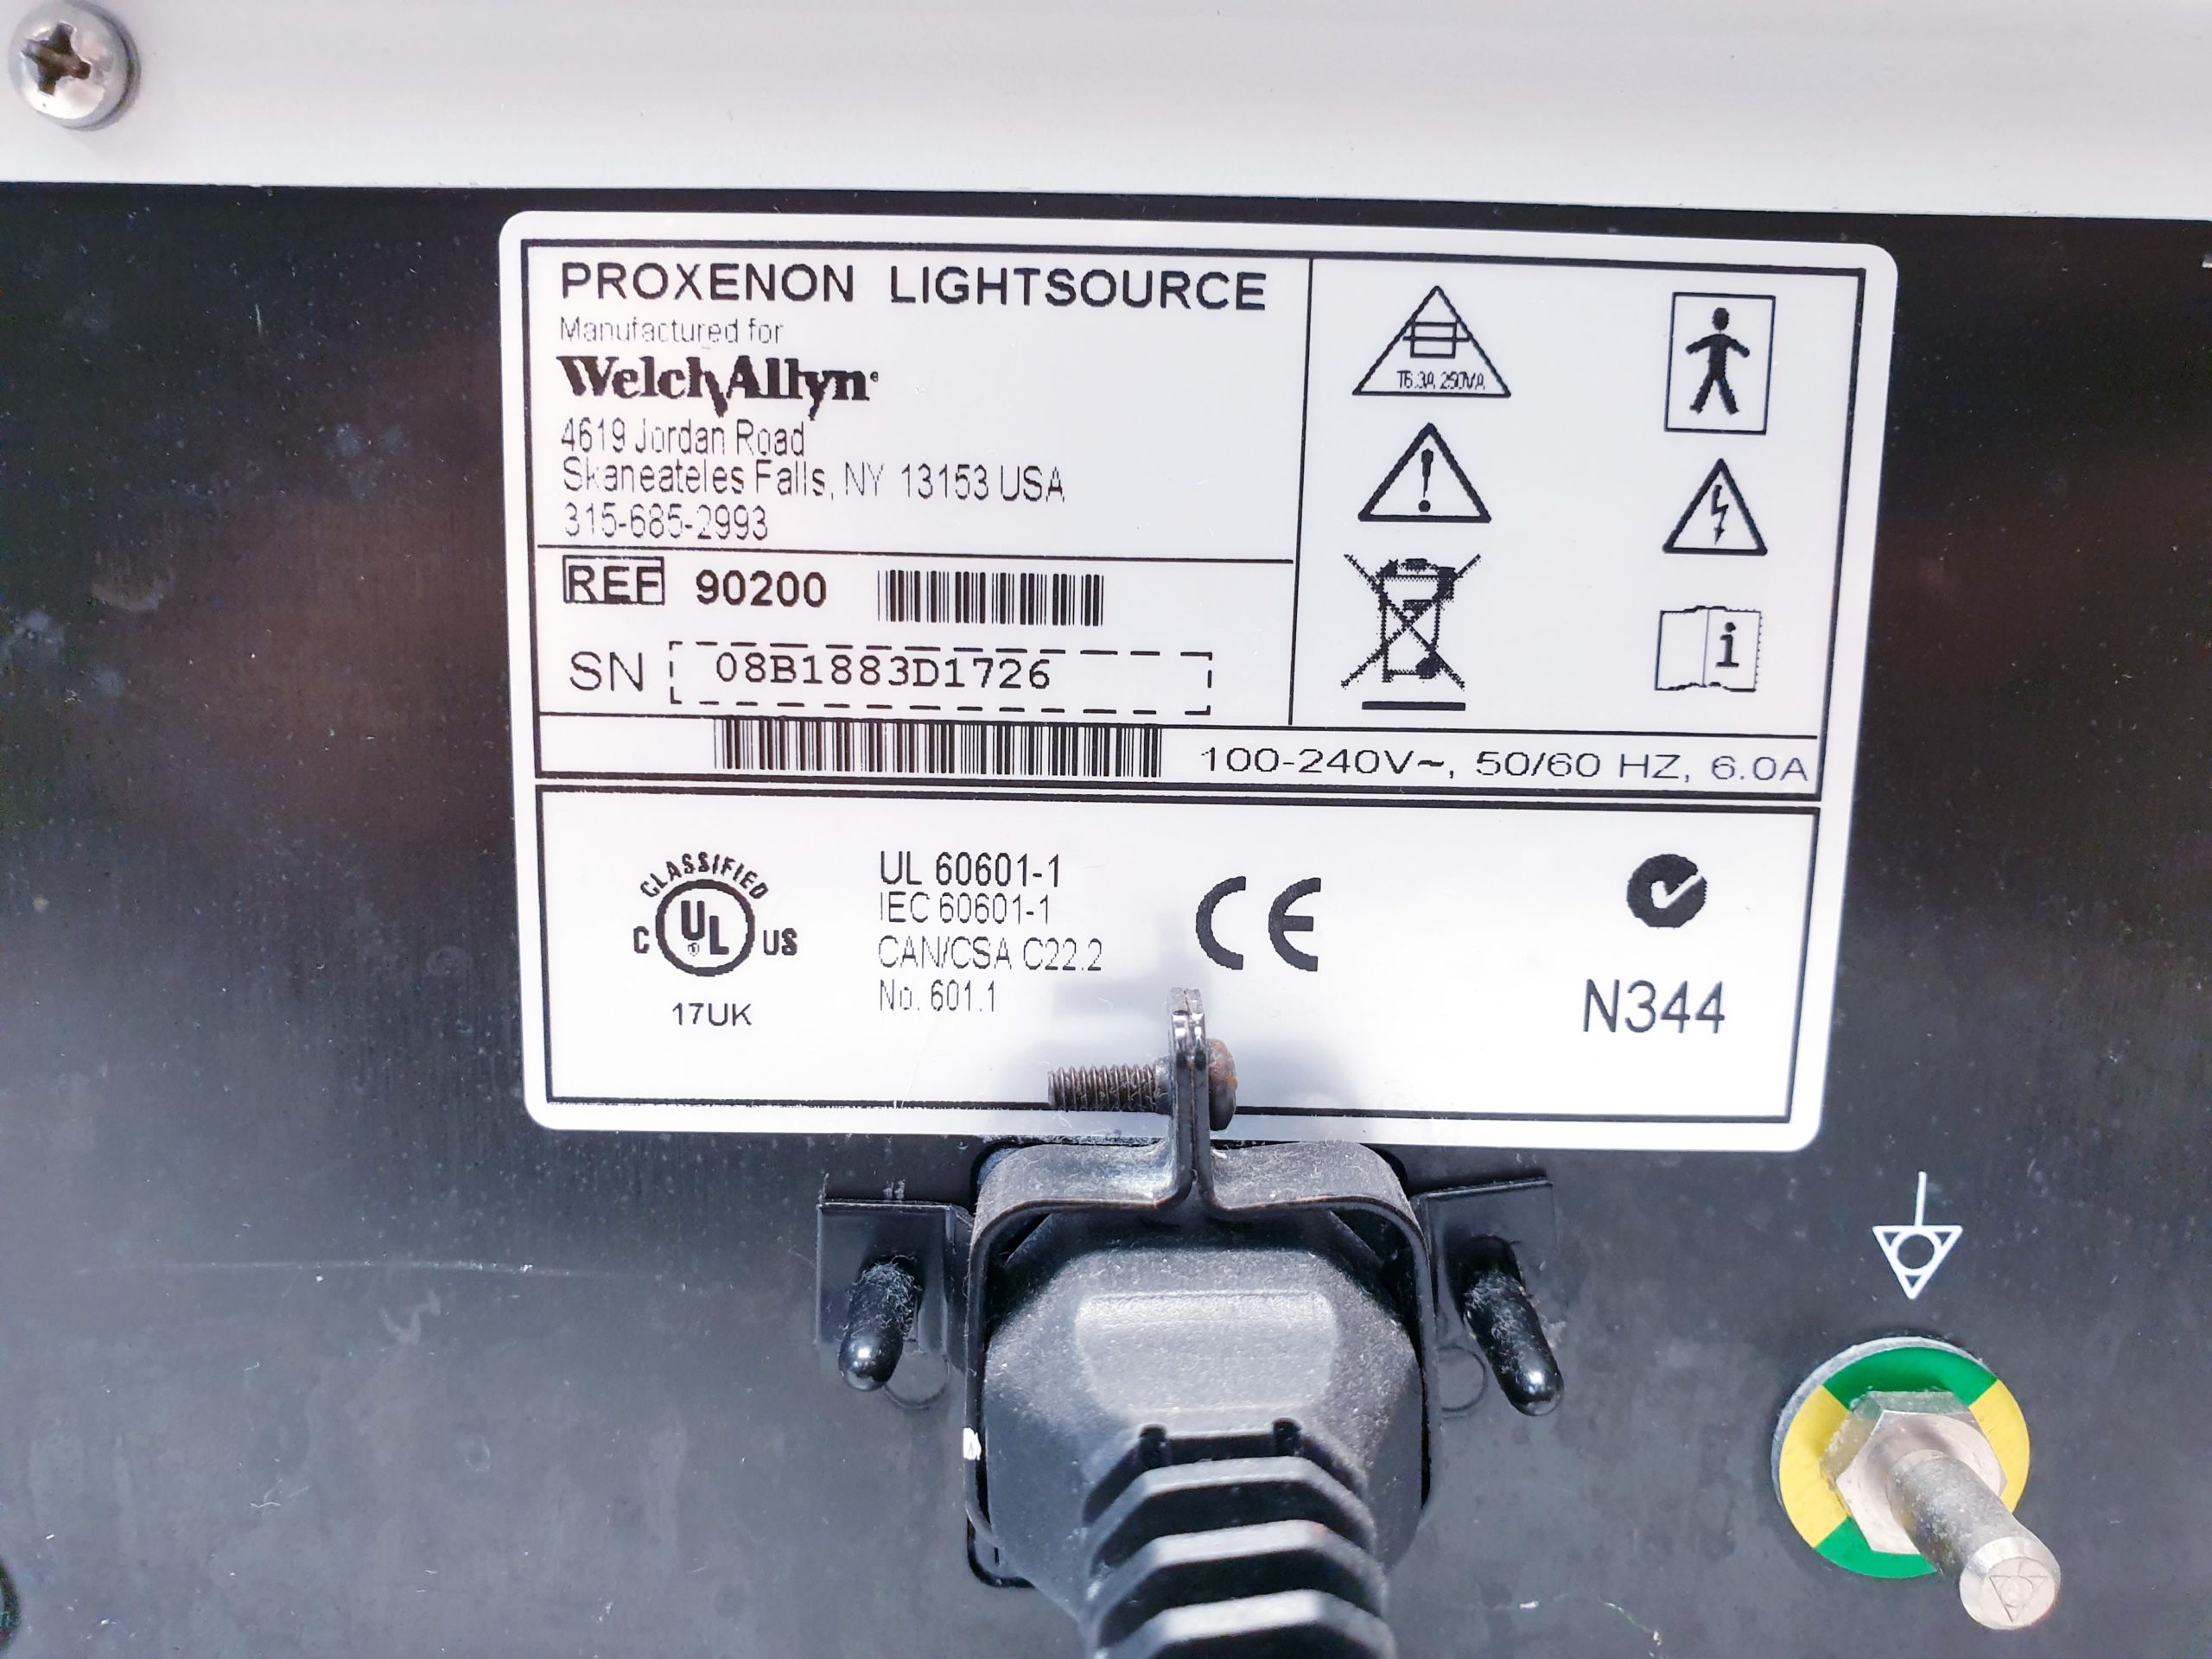 PROXENON LIGHTSOURCE
Manufactured for
WelchAllyn®
4619 Jordan Road
Skaneateles Falls, NY 13153 USA
315-685-2993
REF 90200
SN 08B1883D1726
T6.3A, 250V
i
100-240V~, 50/60 HZ, 6.0A
CLASSIFIED
C UL US
17UK
UL 60601-1
IEC 60601-1
CAN/CSA C22.2
No. 601.1
CE
N344